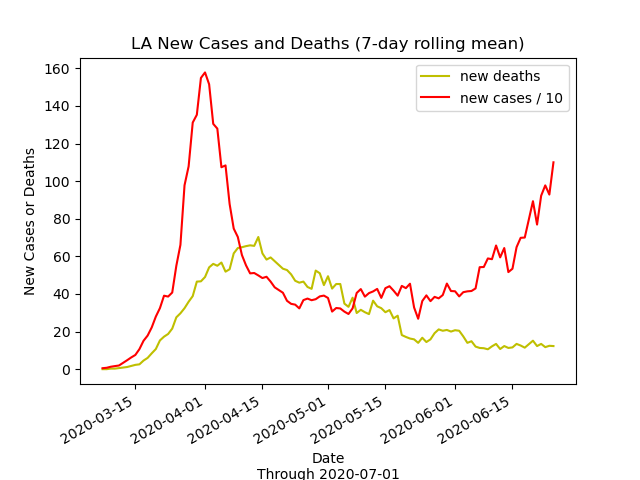 LA New Cases and Deaths (7-day rolling mean)
new deaths
new cases / 10
New Cases or Deaths
160
140
120
100
80
60
40
20
0
2020-03-15
2020-04-01
2020-04-15
2020-05-01
2020-05-15
2020-06-01
2020-06-15
Date
Through 2020-07-01